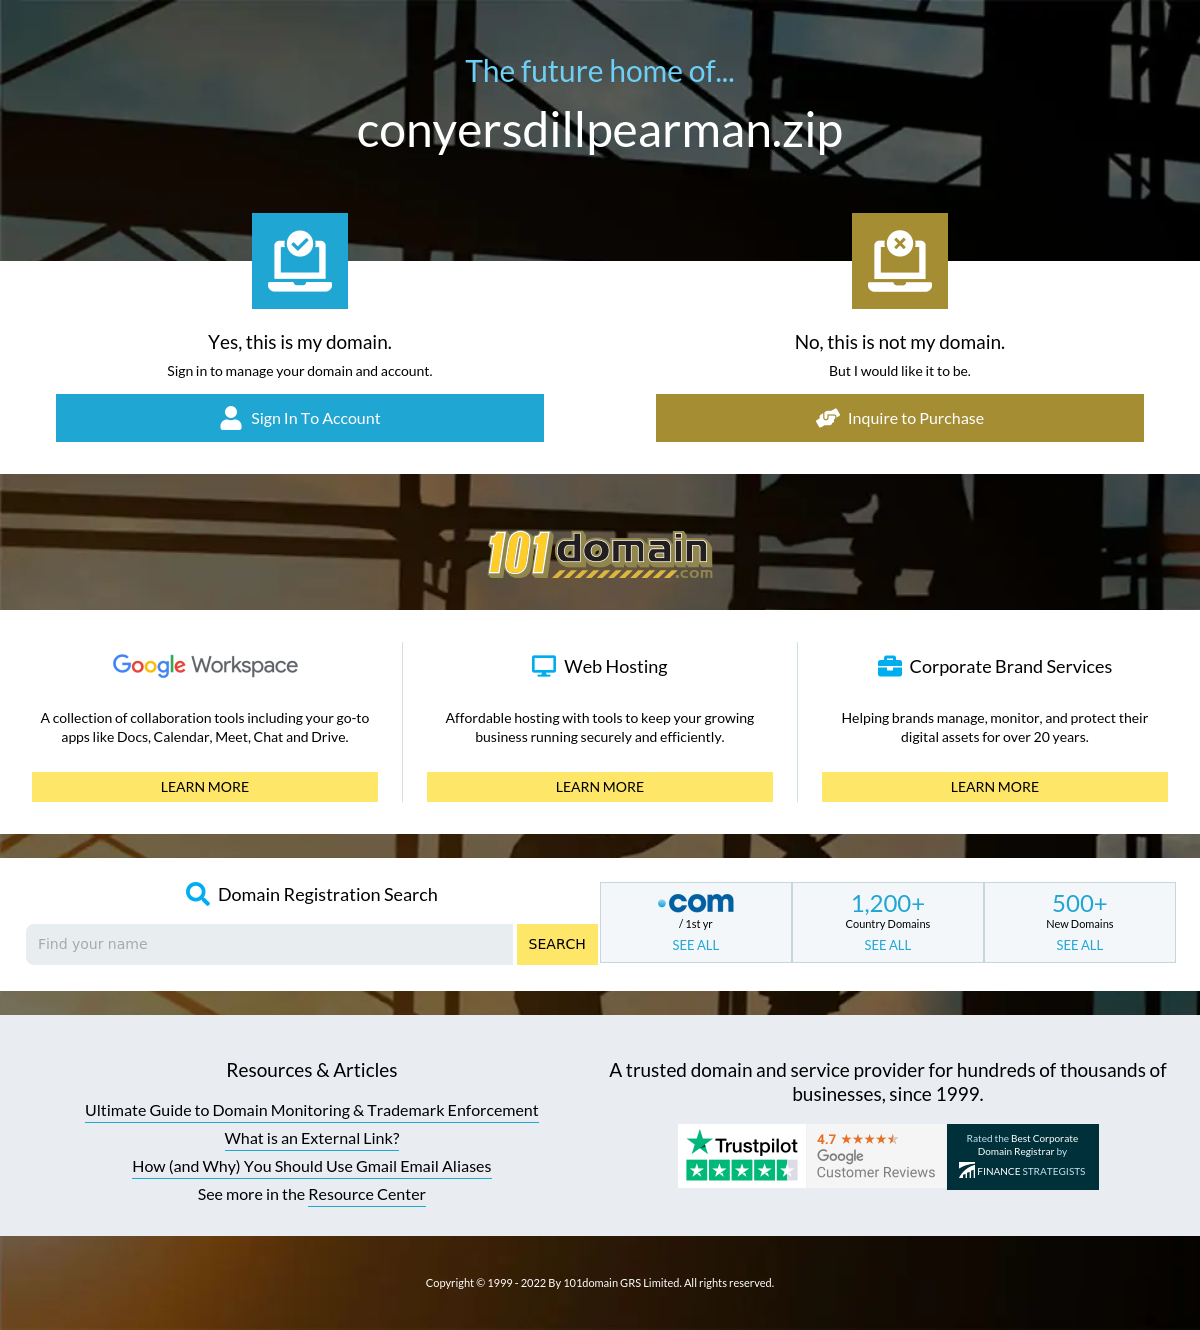 The future home of...
conyersdillpearman.zip
Yes, this is my domain.
Sign in to manage your domain and account.
Sign In To Account
No, this is not my domain.
But I would like it to be.
Inquire to Purchase
101domain
.com
Google Workspace
A collection of collaboration tools including your go-to
apps like Docs, Calendar, Meet, Chat and Drive.
LEARN MORE
Web Hosting
Affordable hosting with tools to keep your growing
business running securely and efficiently.
LEARN MORE
Corporate Brand Services
Helping brands manage, monitor, and protect their
digital assets for over 20 years.
LEARN MORE
Domain Registration Search
Find your name
SEARCH
.com
/ 1st yr
SEE ALL
1,200+
Country Domains
SEE ALL
500+
New Domains
SEE ALL
Resources & Articles
Ultimate Guide to Domain Monitoring & Trademark Enforcement
What is an External Link?
How (and Why) You Should Use Gmail Email Aliases
See more in the Resource Center
A trusted domain and service provider for hundreds of thousands of
businesses, since 1999.
Trustpilot
4.7
Google
Customer Reviews
Rated the Best Corporate
Domain Registrar by
FINANCE STRATEGISTS
Copyright © 1999 - 2022 By 101domain GRS Limited. All rights reserved.